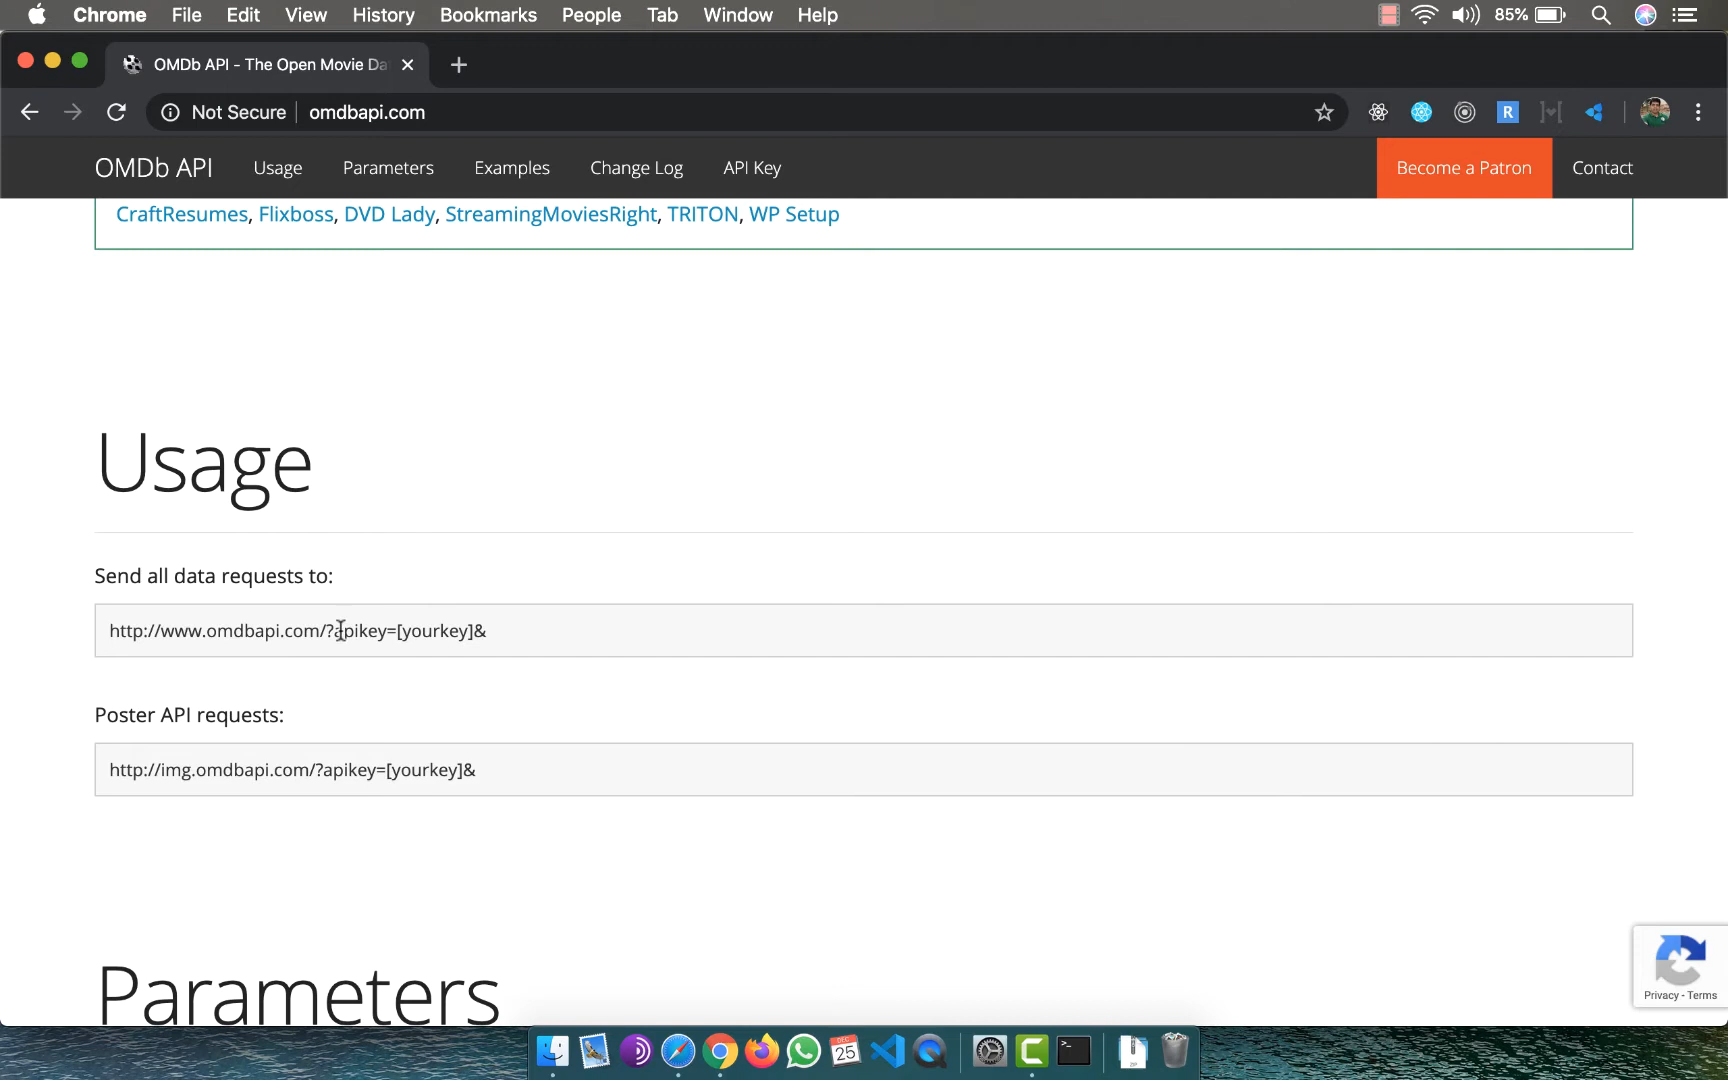 Chrome File Edit View History Bookmarks People Tab Window Help 85%
OMDb API - The Open Movie Da
Not Secure omdbapi.com
R
OMDb API Usage Parameters Examples Change Log API Key Become a Patron Contact
CraftResumes, Flixboss, DVD Lady, StreamingMoviesRight, TRITON, WP Setup
Usage
Send all data requests to:
http://www.omdbapi.com/?apikey=[yourkey]&
Poster API requests:
http://img.omdbapi.com/?apikey=[yourkey]&
Parameters
Privacy - Terms
DEC
25
ZIP